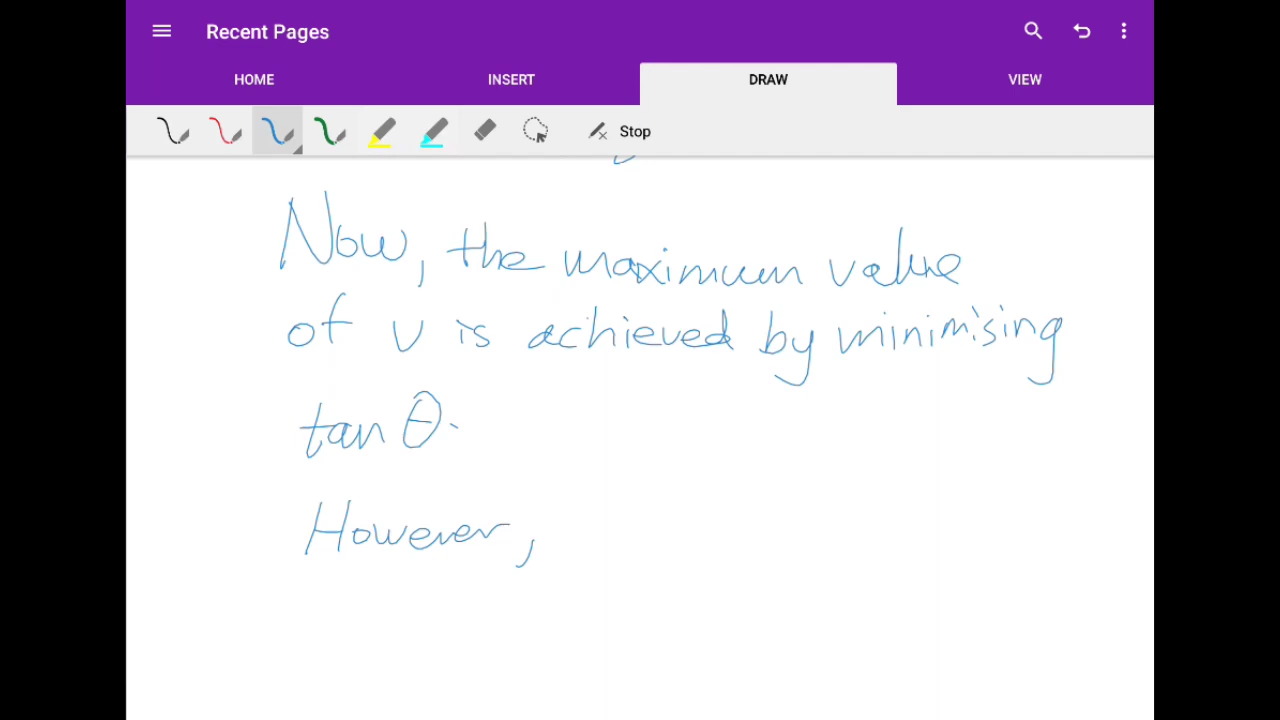 Recent Pages
HOME INSERT DRAW VIEW
Stop
Now, the maximum value
of v is achieved by minimising
tan θ.
However,